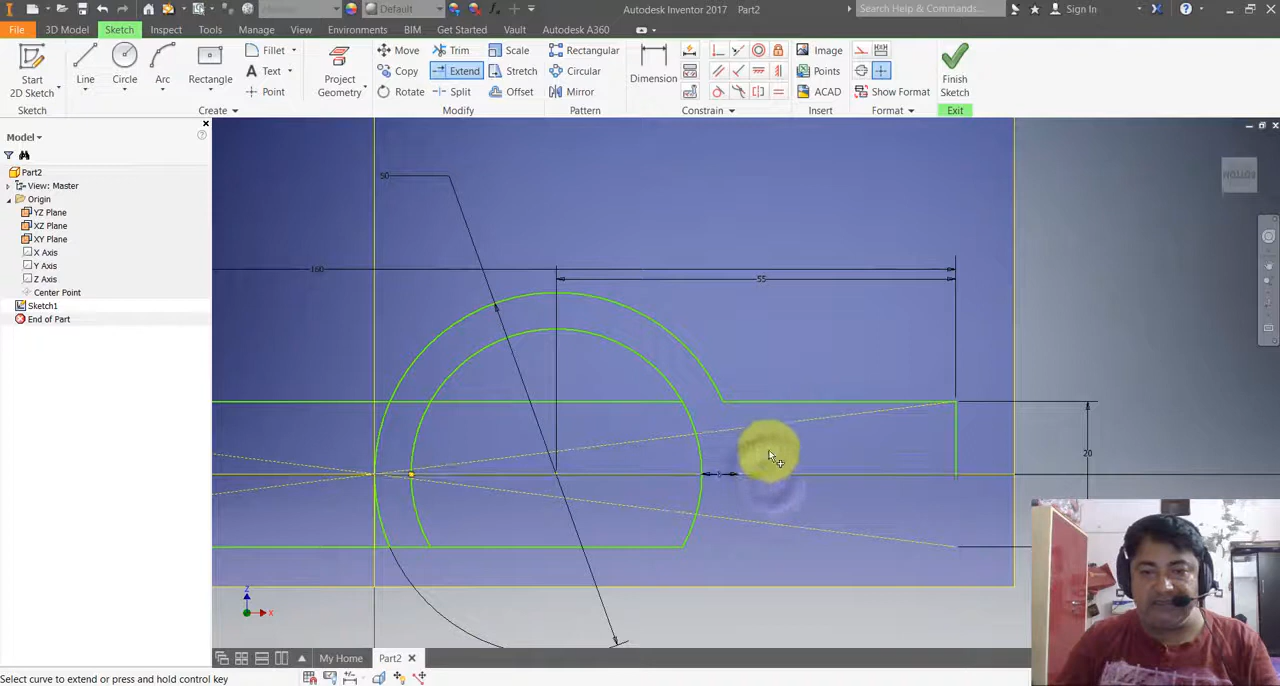 Default
Autodesk Inventor 2017 Part2
Search Help & Commands...
Sign In
File 3D Model Sketch Inspect Tools Manage View Environments BIM Get Started Vault Autodesk A360
Start
2D Sketch
Line Circle Arc Rectangle
Fillet
Text
Point
Project
Geometry
Move Trim Scale
Copy Extend Stretch
Rotate Split Offset
Rectangular
Circular
Mirror
Dimension
Image
Points
ACAD
Show Format
Finish
Sketch
Sketch Create Modify Pattern Constrain Insert Format Exit
Model
Part2
View: Master
Origin
YZ Plane
XZ Plane
XY Plane
X Axis
Y Axis
Z Axis
Center Point
Sketch1
End of Part
160
55
20
BOTTOM
Z
X
My Home Part2
Select curve to extend or press and hold control key